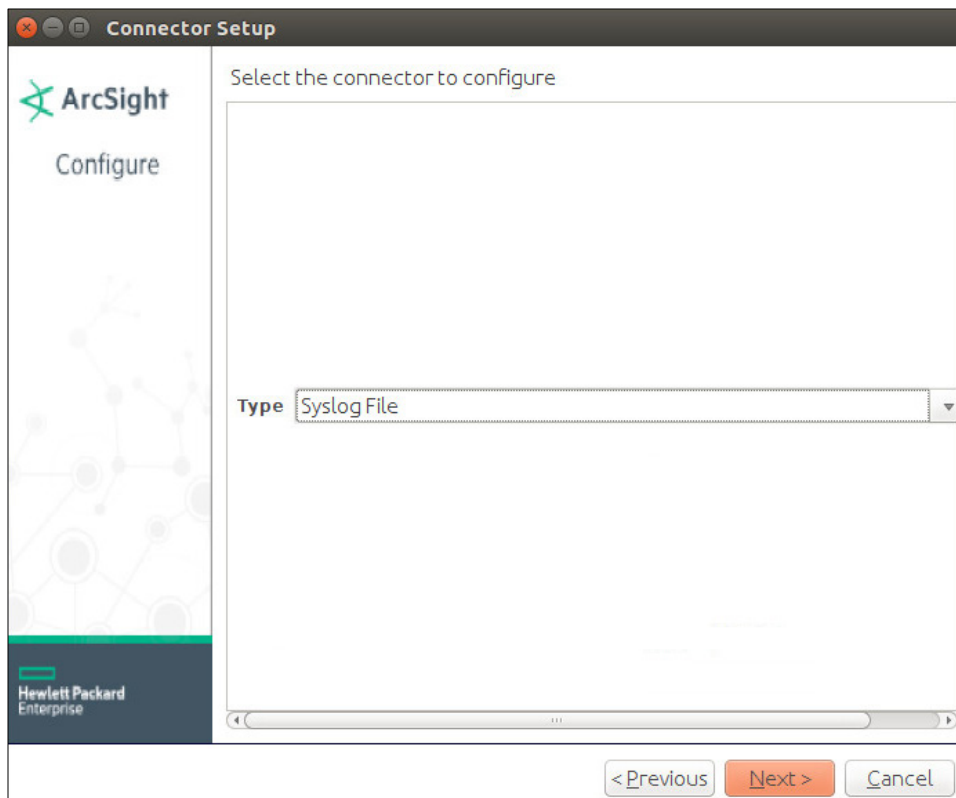 Connector Setup
ArcSight
Configure
Select the connector to configure
Type Syslog File
Hewlett Packard
Enterprise
< Previous Next > Cancel